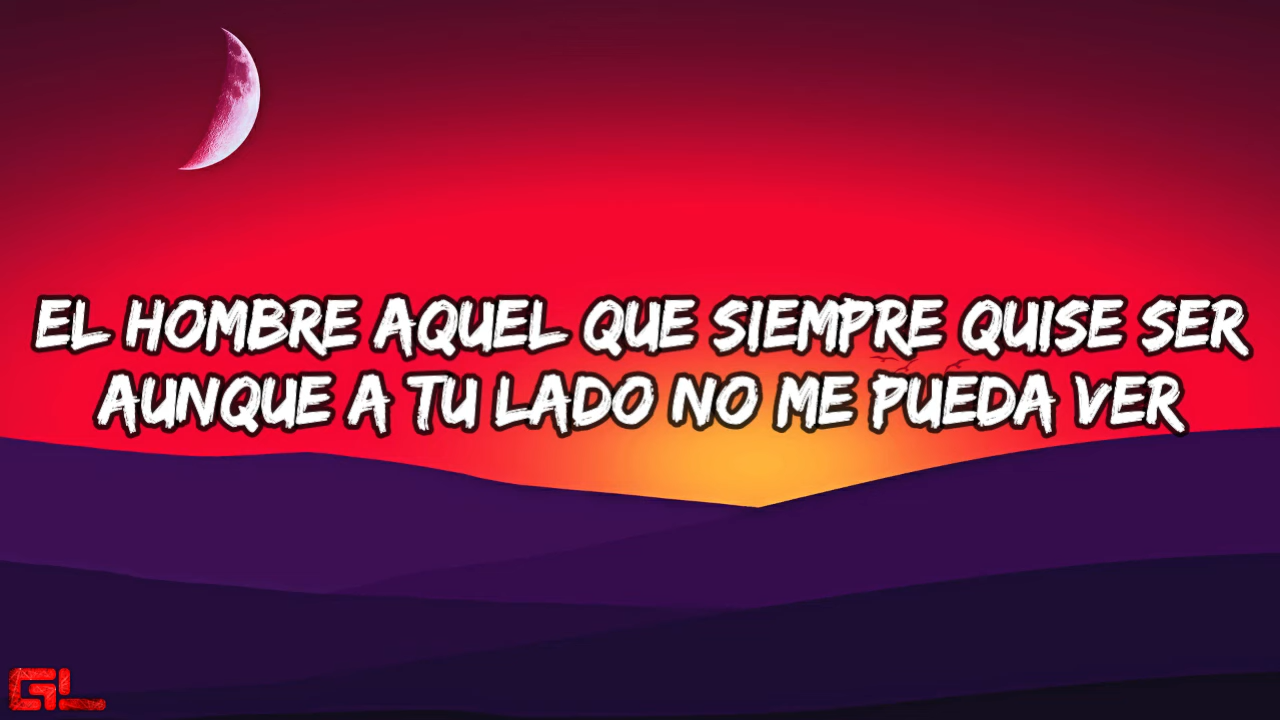 EL HOMBRE AQUEL QUE SIEMPRE QUISE SER
AUNQUE A TU LADO NO ME PUEDA VER
GL